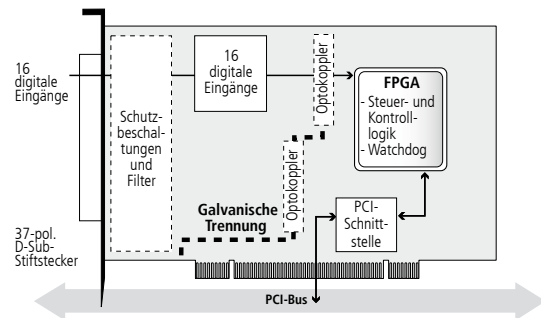 16
digitale
Eingänge
37-pol.
D-Sub-
Stiftstecker
Schutz-
beschal-
tungen
und
Filter
16
digitale
Eingänge
Optokoppler
Optokoppler
Galvanische
Trennung
FPGA
- Steuer- und
Kontroll-
logik
- Watchdog
PCI-
Schnitt-
stelle
PCI-Bus